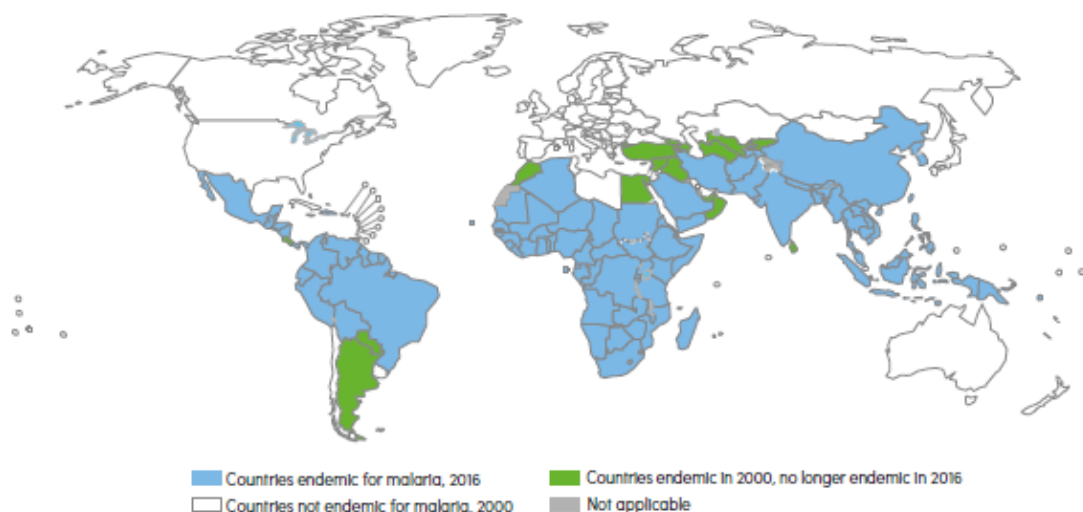 Countries endemic for malaria, 2016
Countries endemic in 2000, no longer endemic in 2016
Countries not endemic for malaria, 2000
Not applicable